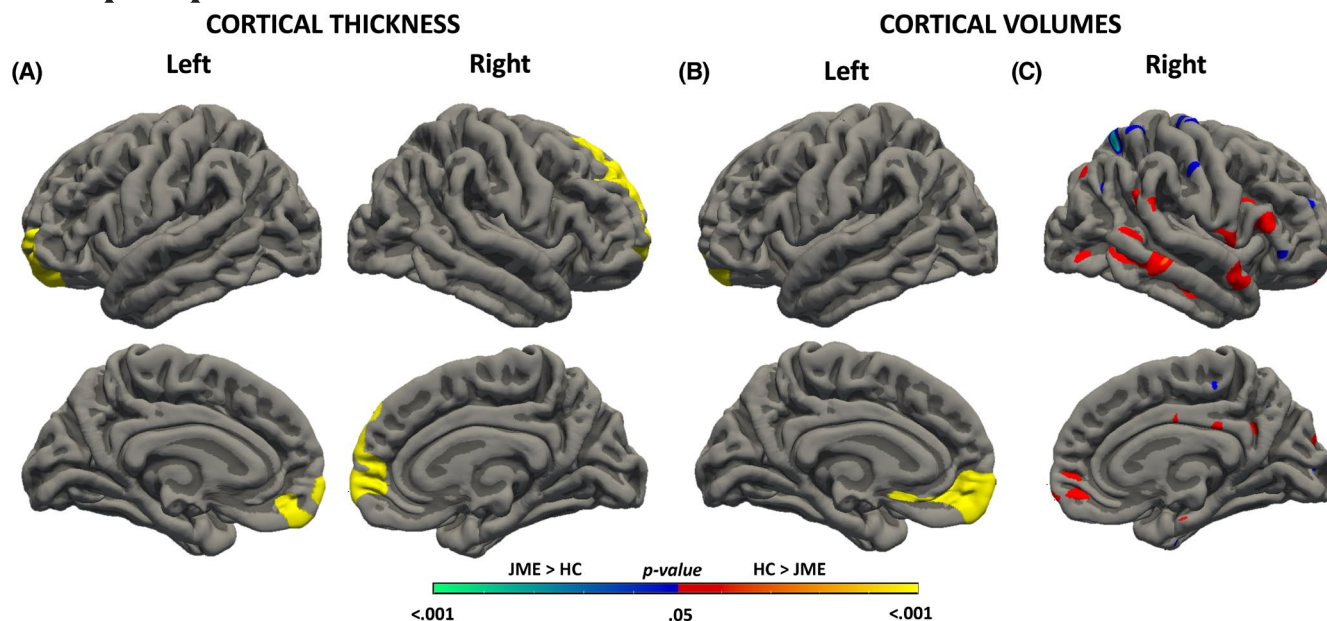 CORTICAL THICKNESS
CORTICAL VOLUMES
(A) Left Right
(B) Left
(C) Right
JME > HC p-value HC > JME
<.001 .05 <.001